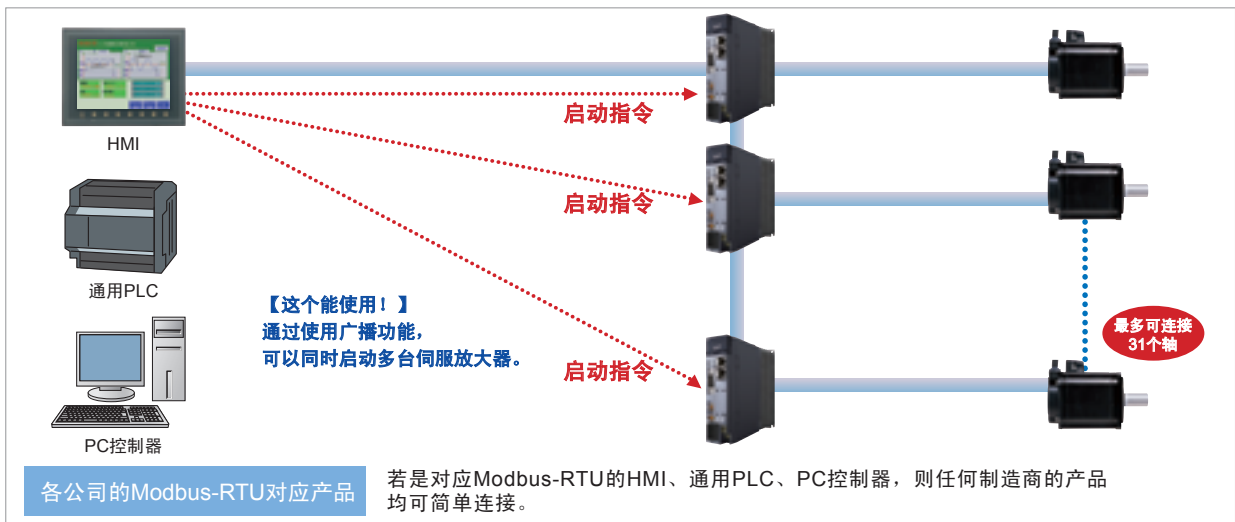 HMI
启动指令
启动指令
通用PLC
【这个能使用！】
通过使用广播功能，
可以同时启动多台伺服放大器。
最多可连接
31个轴
启动指令
PC控制器
各公司的Modbus-RTU对应产品
若是对应Modbus-RTU的HMI、通用PLC、PC控制器，则任何制造商的产品
均可简单连接。